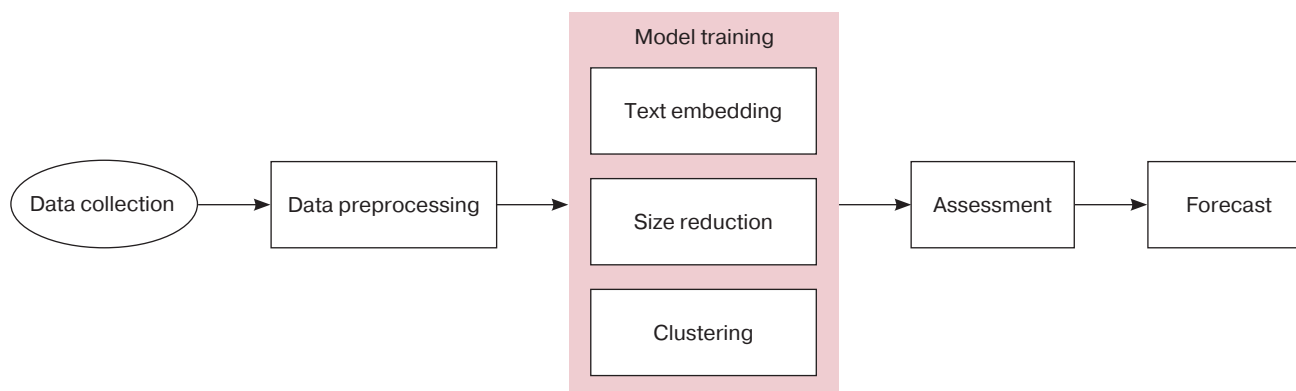 Data collection
Data preprocessing
Model training
Text embedding
Size reduction
Clustering
Assessment
Forecast